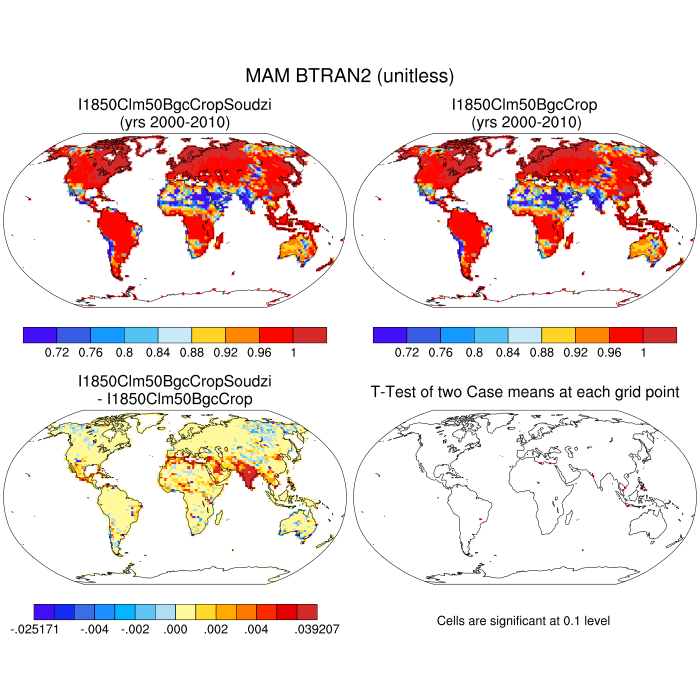 MAM BTRAN2 (unitless)
I1850Clm50BgcCropSoudzi
(yrs 2000-2010)
I1850Clm50BgcCrop
(yrs 2000-2010)
0.72 0.76 0.8 0.84 0.88 0.92 0.96 1
0.72 0.76 0.8 0.84 0.88 0.92 0.96 1
I1850Clm50BgcCropSoudzi
- I1850Clm50BgcCrop
T-Test of two Case means at each grid point
-.025171 -.004 -.002 .000 .002 .004 .039207
Cells are significant at 0.1 level